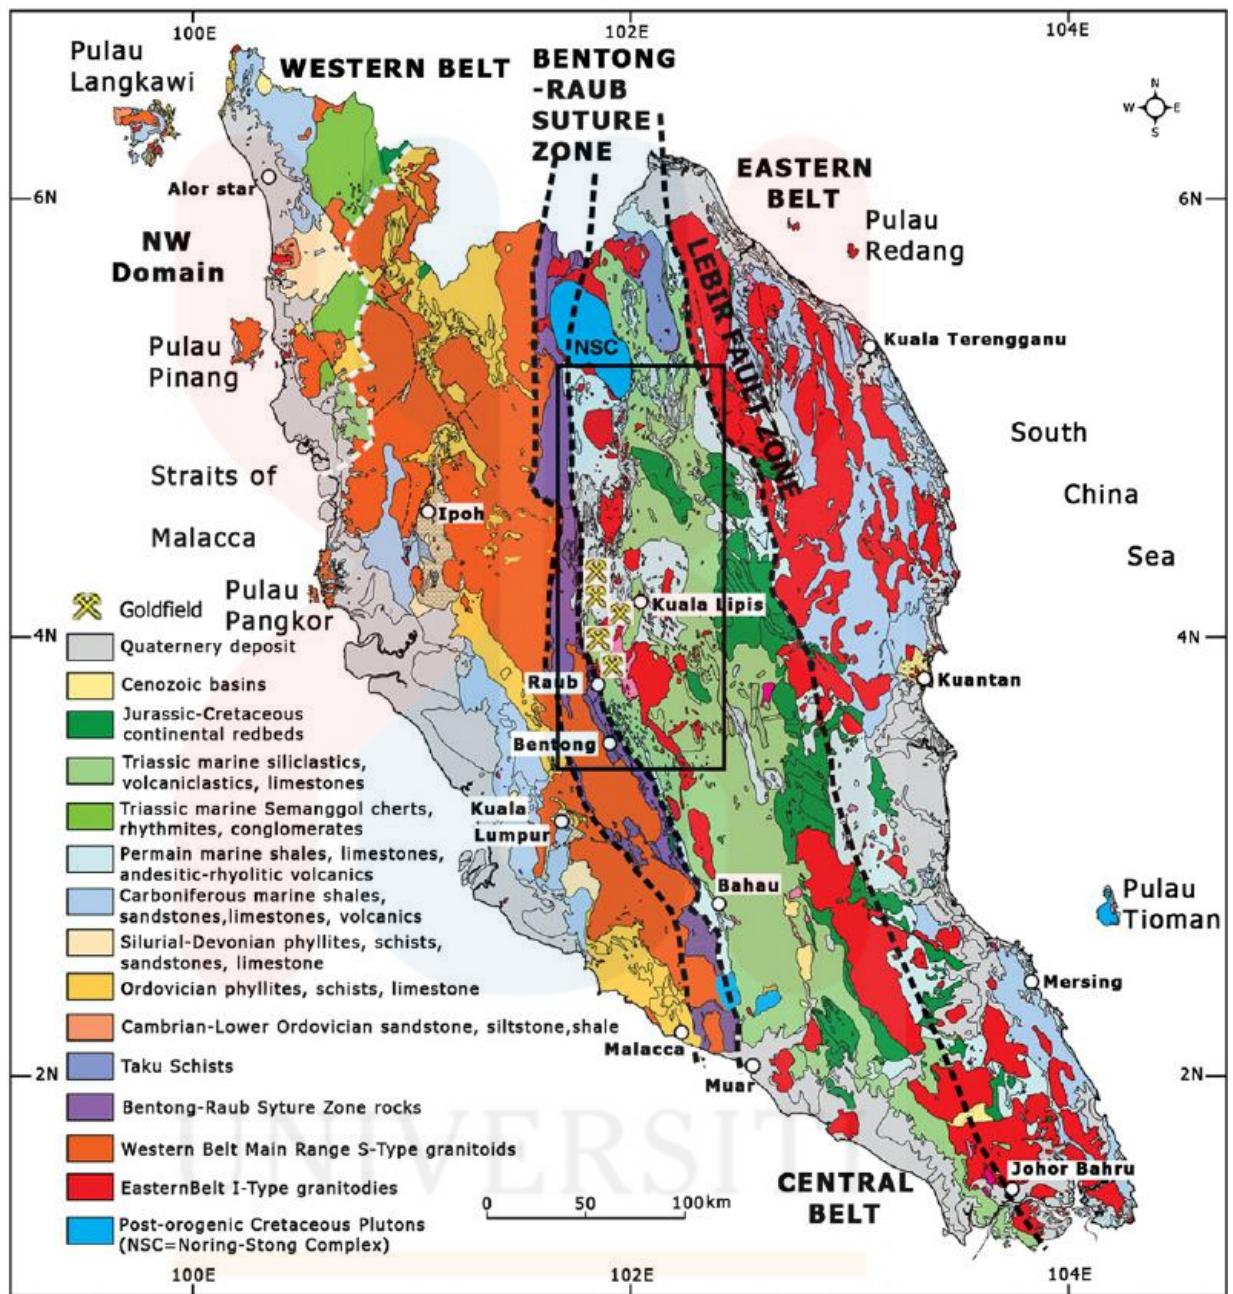 100E
102E
104E
Pulau
Langkawi
WESTERN BELT
BENTONG
-RAUB
SUTURE
ZONE
N
W
E
S
Alor star
EASTERN
BELT
6N
6N
NW
Domain
Pulau
Redang
LEBIR FAULT ZONE
Pulau
Pinang
NSC
Kuala Terengganu
South
China
Sea
Straits of
Malacca
Ipoh
Pulau
Pangkor
Kuala Lipis
4N
4N
Raub
Kuantan
Bentong
Kuala
Lumpur
Bahau
Pulau
Tioman
Mersing
Malacca
Muar
2N
2N
Johor Bahru
CENTRAL
BELT
Goldfield
Quaternery deposit
Cenozoic basins
Jurassic-Cretaceous
continental redbeds
Triassic marine siliclastics,
volcaniclastics, limestones
Triassic marine Semanggol cherts,
rhythmites, conglomerates
Permain marine shales, limestones,
andesitic-rhyolitic volcanics
Carboniferous marine shales,
sandstones,limestones, volcanics
Silurial-Devonian phyllites, schists,
sandstones, limestone
Ordovician phyllites, schists, limestone
Cambrian-Lower Ordovician sandstone, siltstone,shale
Taku Schists
Bentong-Raub Syture Zone rocks
Western Belt Main Range S-Type granitoids
EasternBelt I-Type granitodies
Post-orogenic Cretaceous Plutons
(NSC=Noring-Stong Complex)
UNIVERSITI
0 50 100km
100E
102E
104E